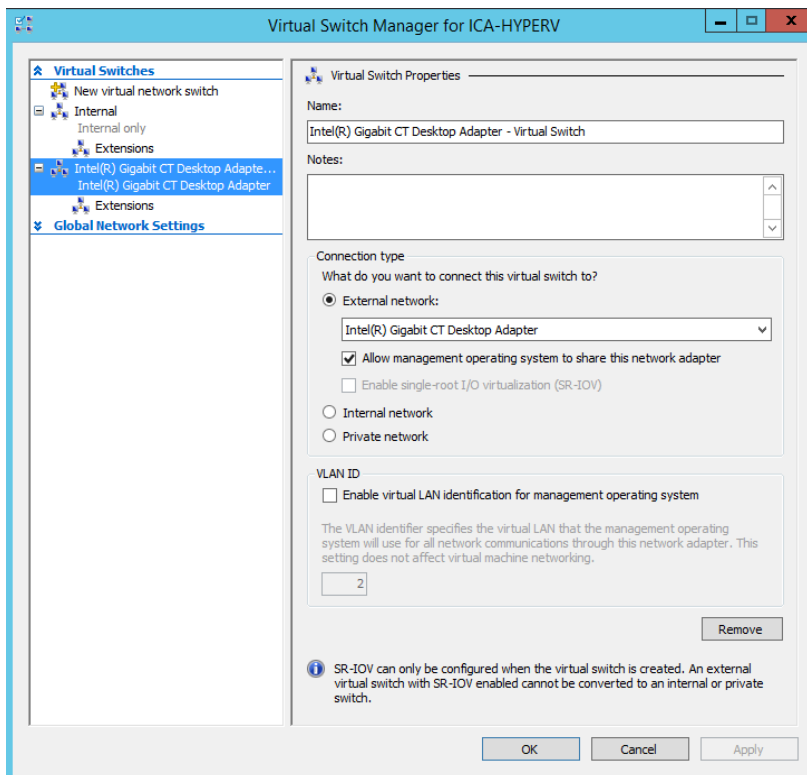 Virtual Switch Manager for ICA-HYPERV
Virtual Switches
New virtual network switch
Internal
Internal only
Extensions
Intel(R) Gigabit CT Desktop Adapte...
Intel(R) Gigabit CT Desktop Adapter
Extensions
Global Network Settings
Virtual Switch Properties
Name:
Intel(R) Gigabit CT Desktop Adapter - Virtual Switch
Notes:
Connection type
What do you want to connect this virtual switch to?
External network:
Intel(R) Gigabit CT Desktop Adapter
Allow management operating system to share this network adapter
Enable single-root I/O virtualization (SR-IOV)
Internal network
Private network
VLAN ID
Enable virtual LAN identification for management operating system
The VLAN identifier specifies the virtual LAN that the management operating
system will use for all network communications through this network adapter. This
setting does not affect virtual machine networking.
2
Remove
SR-IOV can only be configured when the virtual switch is created. An external
virtual switch with SR-IOV enabled cannot be converted to an internal or private
switch.
OK
Cancel
Apply